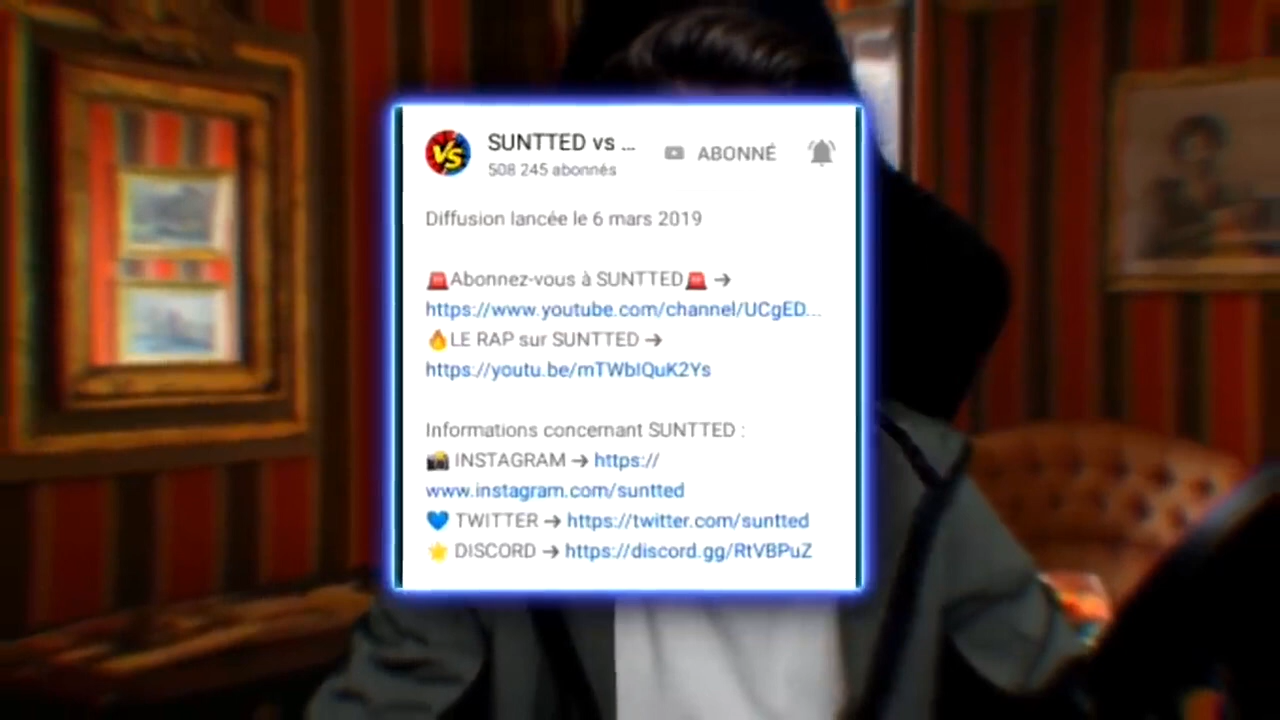 VS
SUNTTED vs ...
ABONNÉ
508 245 abonnés
Diffusion lancée le 6 mars 2019
🚨Abonnez-vous à SUNTTED🚨 →
https://www.youtube.com/channel/UCgED...
🔥LE RAP sur SUNTTED →
https://youtu.be/mTWbIQuK2Ys
Informations concernant SUNTTED :
📸 INSTAGRAM → https://
www.instagram.com/suntted
💙 TWITTER → https://twitter.com/suntted
⭐ DISCORD → https://discord.gg/RtVBPuZ